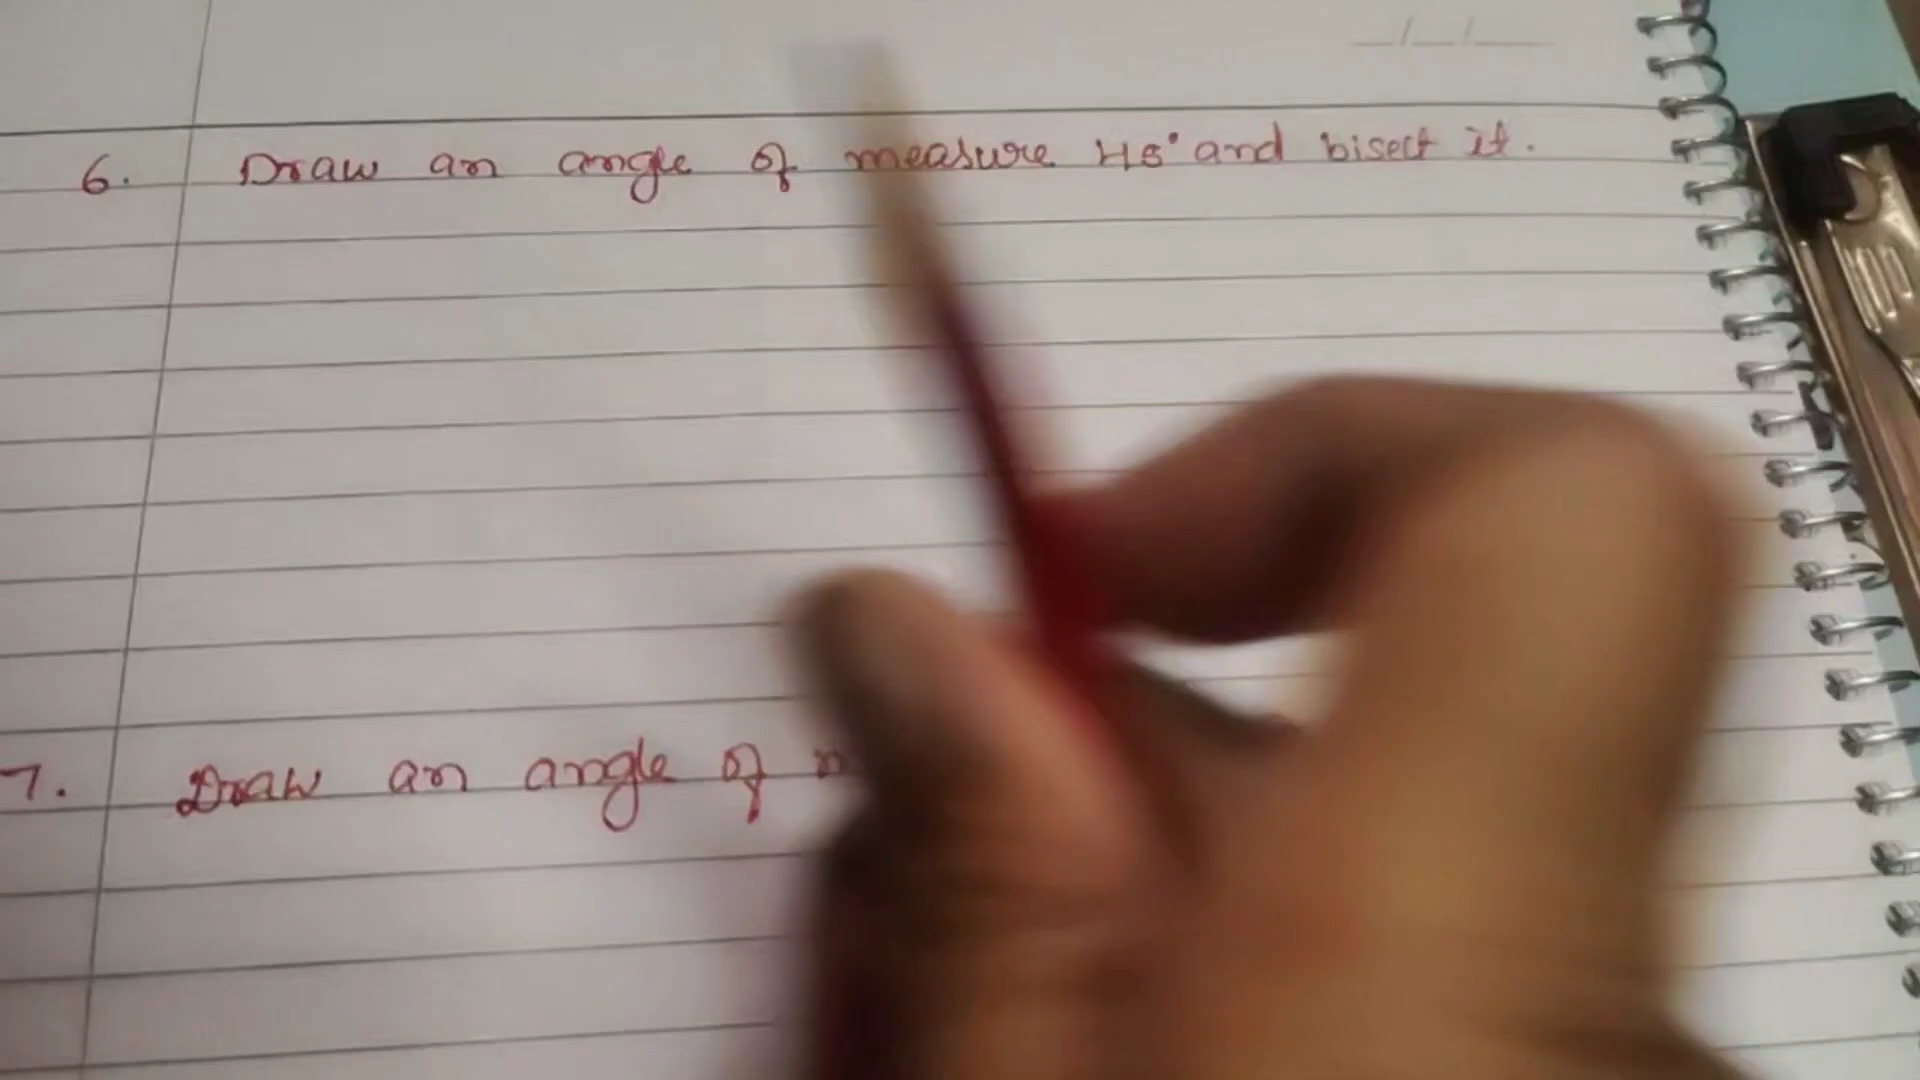 6. Draw an angle of measure 45° and bisect it.
7. Draw an angle of